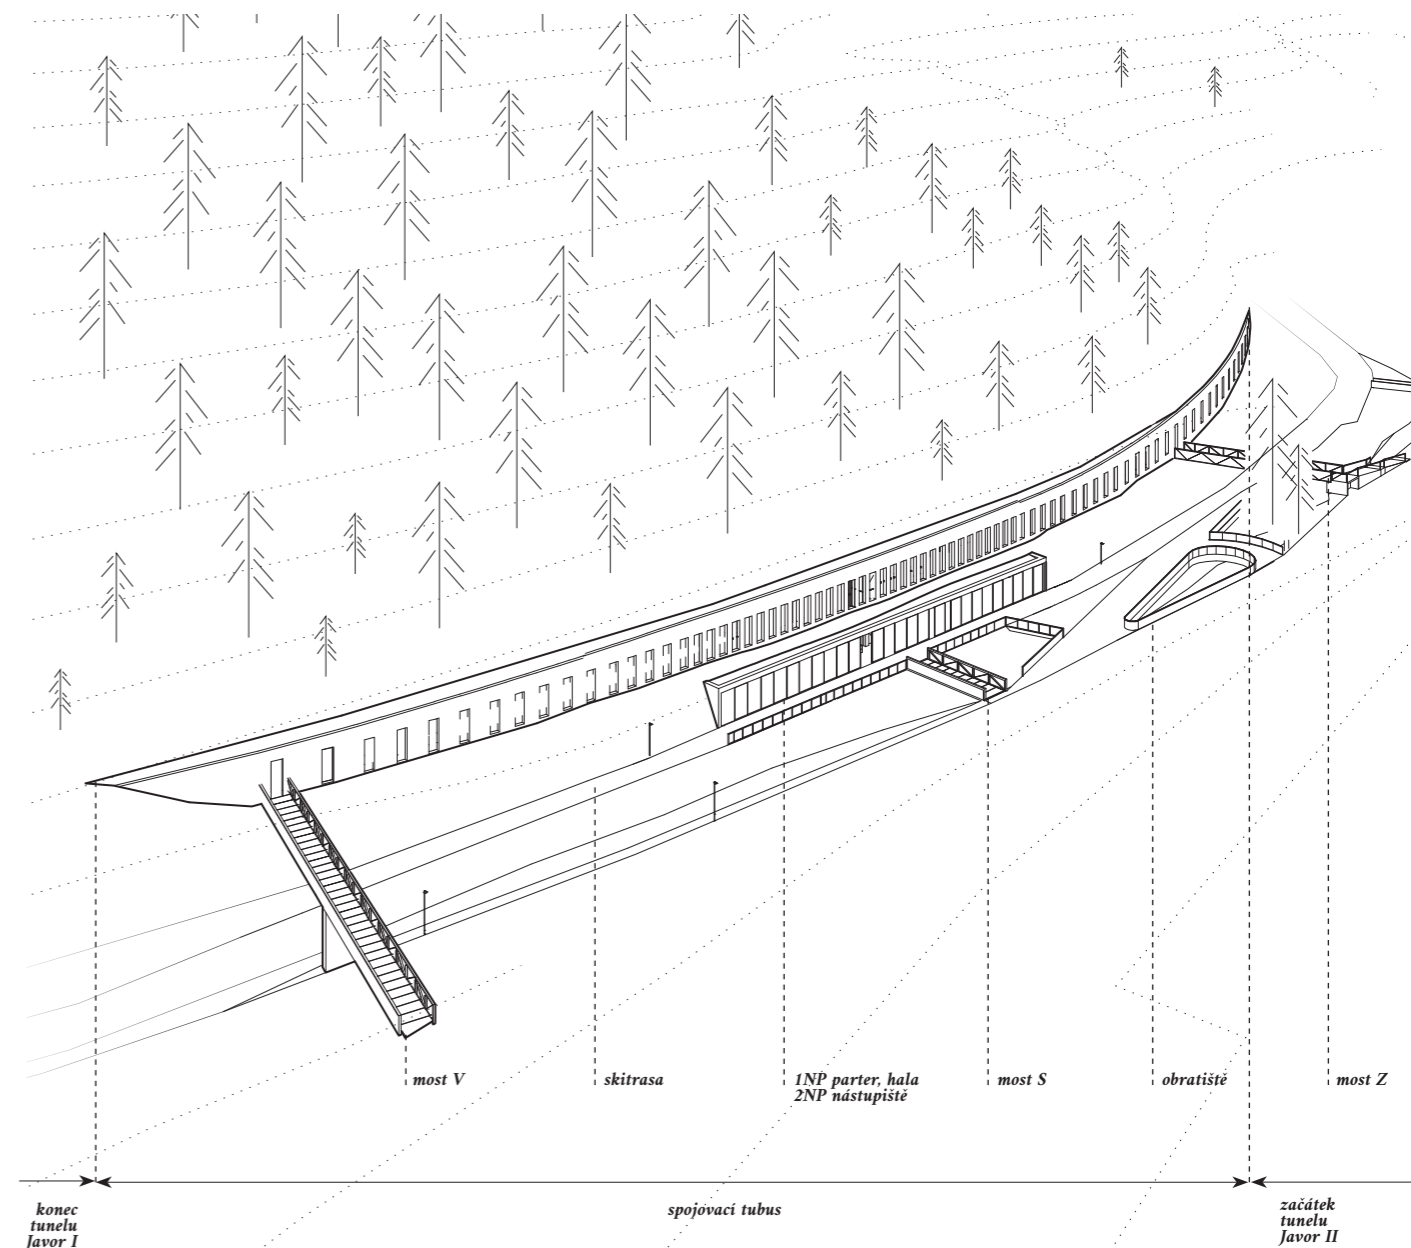 most V
skitrasa
1NP parter, hala
2NP nástupiště
most S
obratiště
most Z
konec
tunelu
Javor I
spojovací tubus
začátek
tunelu
Javor II